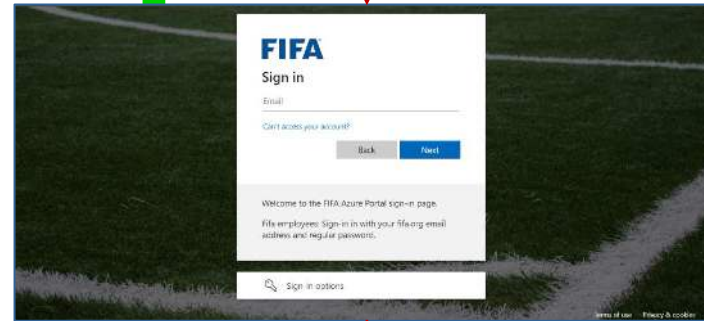 FIFA
Sign in
Email
Can't access your account?
Back
Next
Welcome to the FIFA Azure Portal sign-in page.
Fifa employees: Sign-in in with your fifa.org email
address and regular password.
Sign-in options
Terms of use
Privacy & cookies